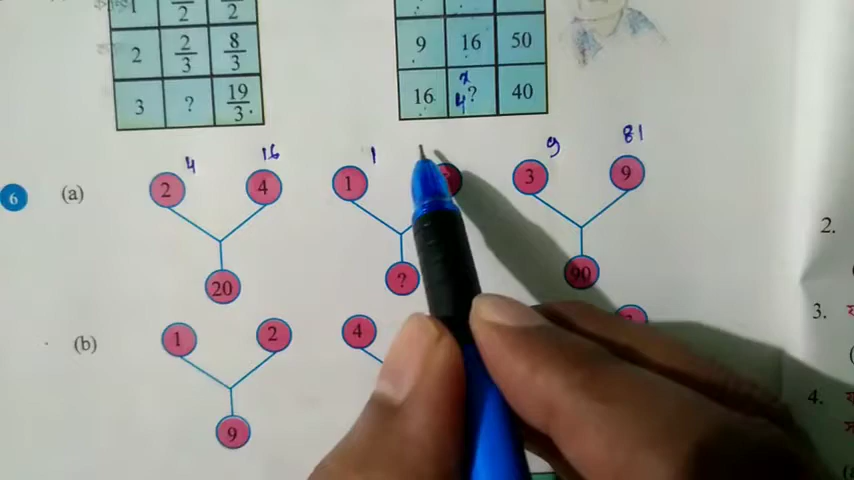 1 2 2
2 2/3 8/3
3 ? 19/3
9 16 50
16 x 4 ? 40
4 16 1 9 81
6 (a) 2 4 1 3 9
20 ? 90
(b) 1 2 4
9
2.
3.
4.